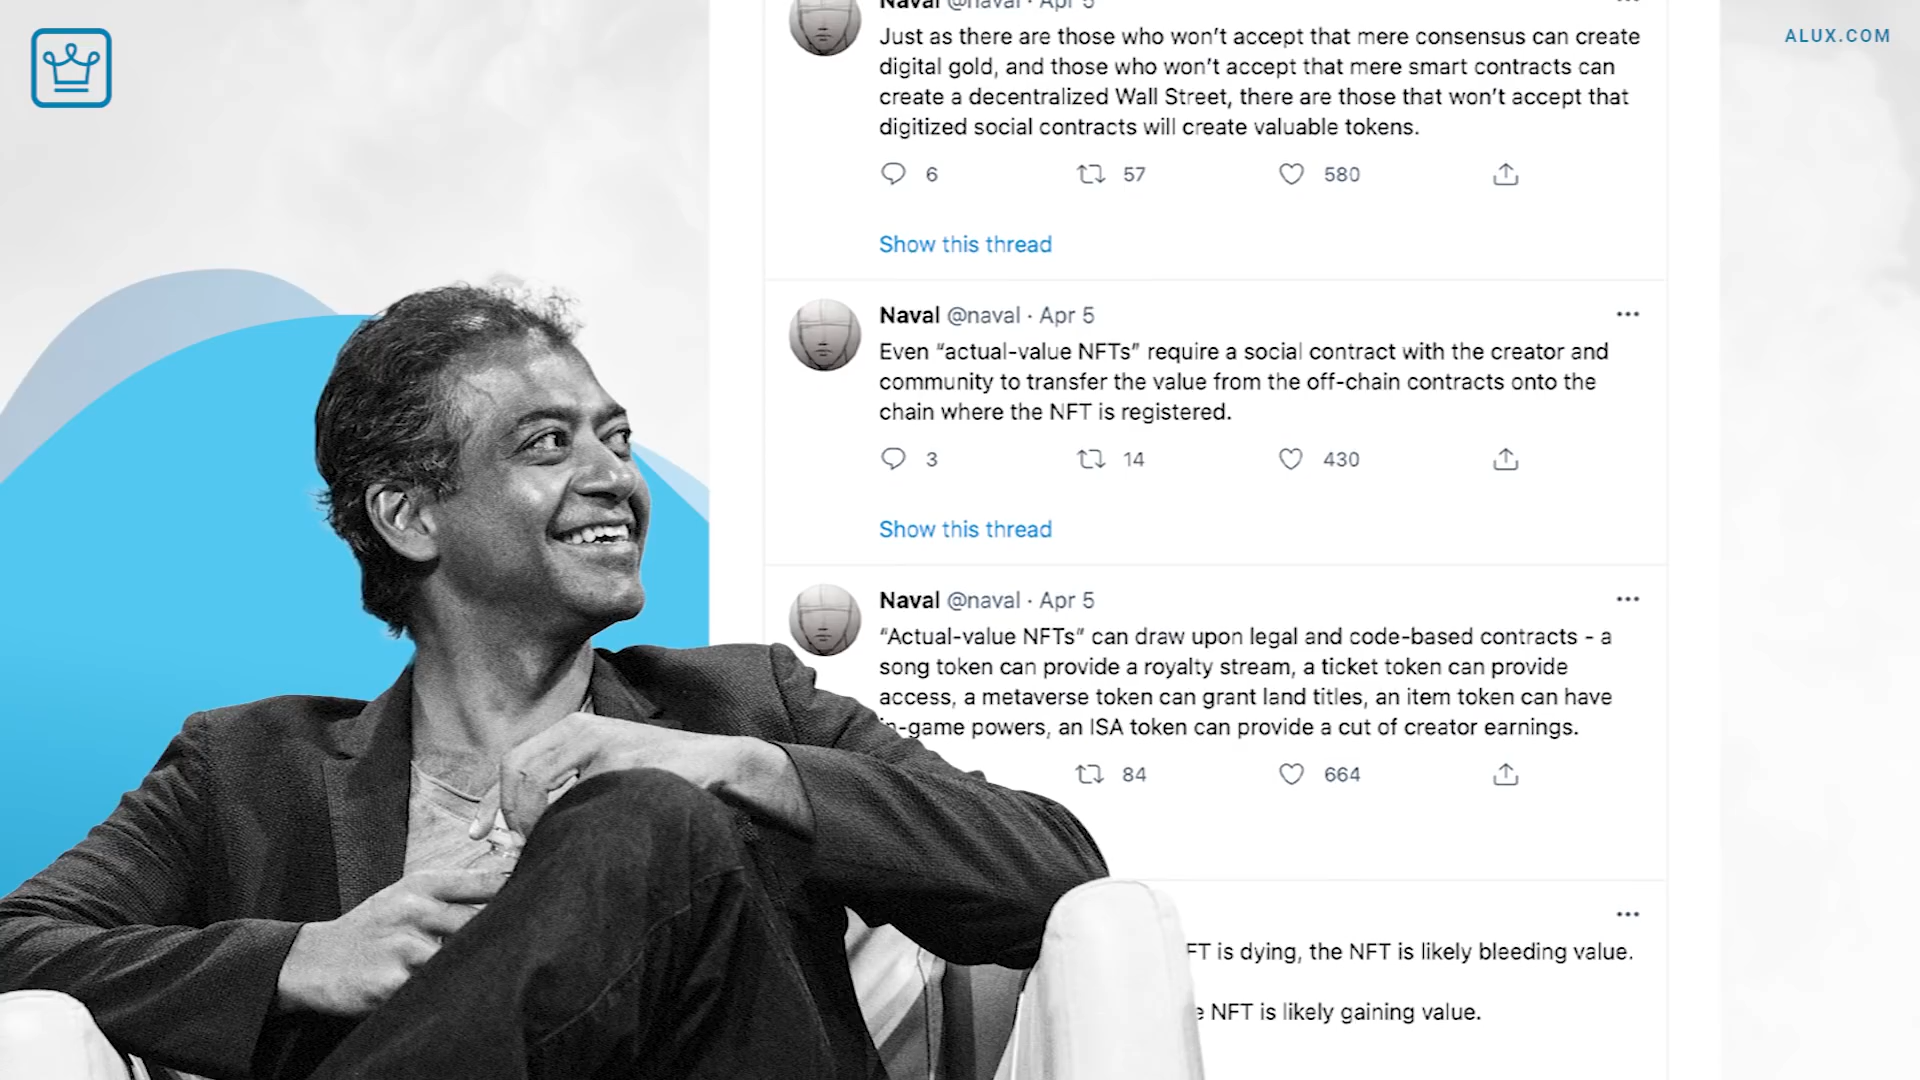 ALUX.COM
Naval @naval · Apr 5
Just as there are those who won’t accept that mere consensus can create
digital gold, and those who won’t accept that mere smart contracts can
create a decentralized Wall Street, there are those that won’t accept that
digitized social contracts will create valuable tokens.
6 57 580
Show this thread
Naval @naval · Apr 5
Even “actual-value NFTs” require a social contract with the creator and
community to transfer the value from the off-chain contracts onto the
chain where the NFT is registered.
3 14 430
Show this thread
Naval @naval · Apr 5
“Actual-value NFTs” can draw upon legal and code-based contracts - a
song token can provide a royalty stream, a ticket token can provide
access, a metaverse token can grant land titles, an item token can have
in-game powers, an ISA token can provide a cut of creator earnings.
84 664
is dying, the NFT is likely bleeding value.
NFT is likely gaining value.